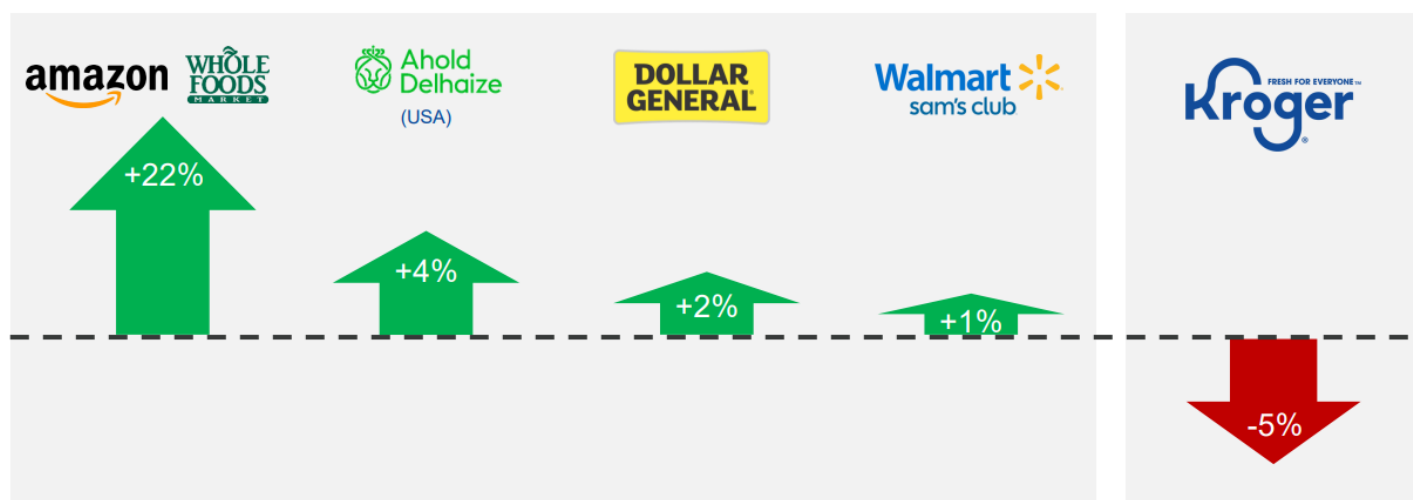 amazon
WHOLE
FOODS
MARKET
Ahold
Delhaize
(USA)
DOLLAR
GENERAL
Walmart
sam's club
FRESH FOR EVERYONE™
Kroger®
+22%
+4%
+2%
+1%
-5%